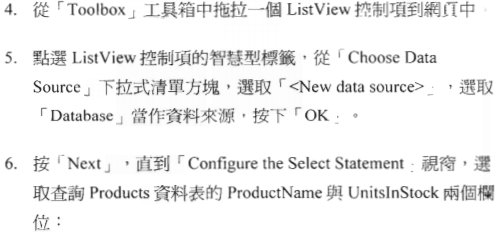 4. 從「Toolbox」工具箱中拖拉一個 ListView 控制項到網頁中。
5. 點選 ListView 控制項的智慧型標籤，從「Choose Data
Source」下拉式清單方塊，選取「<New data source>」，選取
「Database」當作資料來源，按下「OK」。
6. 按「Next」，直到「Configure the Select Statement」視窗，選
取查詢 Products 資料表的 ProductName 與 UnitsInStock 兩個欄
位：